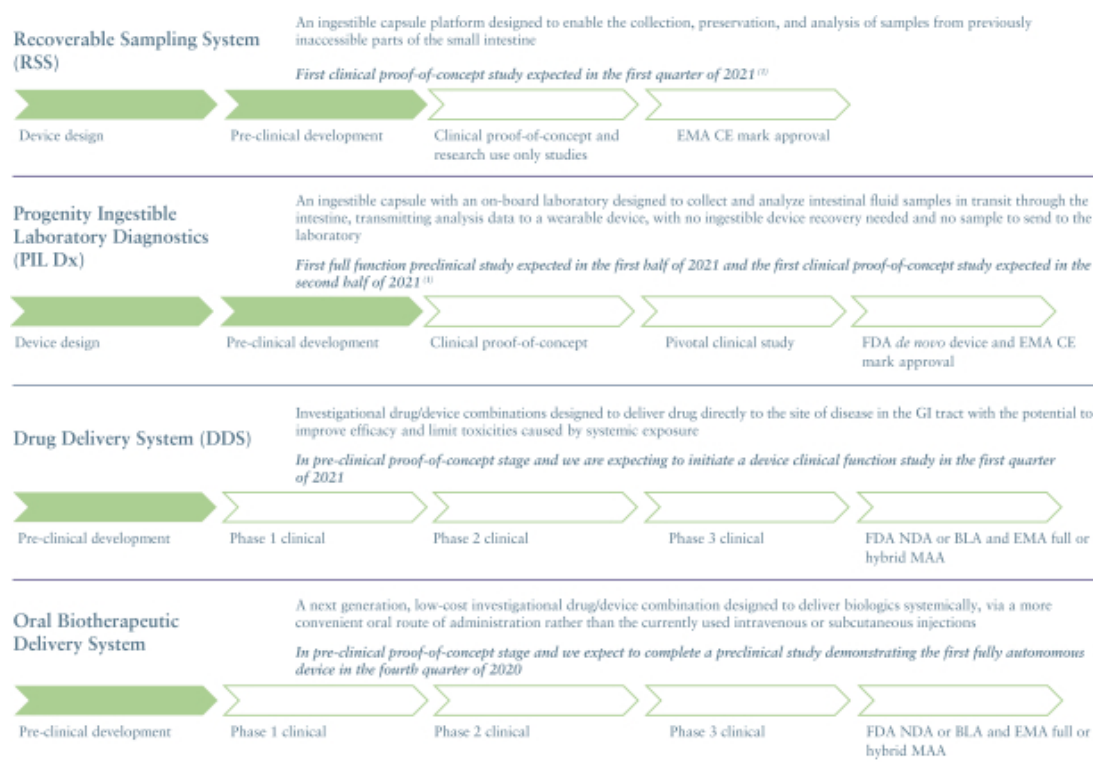 Recoverable Sampling System
(RSS)
An ingestible capsule platform designed to enable the collection, preservation, and analysis of samples from previously
inaccessible parts of the small intestine
First clinical proof-of-concept study expected in the first quarter of 2021 (1)
Device design
Pre-clinical development
Clinical proof-of-concept and
research use only studies
EMA CE mark approval
Progenity Ingestible
Laboratory Diagnostics
(PIL Dx)
An ingestible capsule with an on-board laboratory designed to collect and analyze intestinal fluid samples in transit through the
intestine, transmitting analysis data to a wearable device, with no ingestible device recovery needed and no sample to send to the
laboratory
First full function preclinical study expected in the first half of 2021 and the first clinical proof-of-concept study expected in the
second half of 2021 (1)
Device design
Pre-clinical development
Clinical proof-of-concept
Pivotal clinical study
FDA de novo device and EMA CE
mark approval
Drug Delivery System (DDS)
Investigational drug/device combinations designed to deliver drug directly to the site of disease in the GI tract with the potential to
improve efficacy and limit toxicities caused by systemic exposure
In pre-clinical proof-of-concept stage and we are expecting to initiate a device clinical function study in the first quarter
of 2021
Pre-clinical development
Phase 1 clinical
Phase 2 clinical
Phase 3 clinical
FDA NDA or BLA and EMA full or
hybrid MAA
Oral Biotherapeutic
Delivery System
A next generation, low-cost investigational drug/device combination designed to deliver biologics systemically, via a more
convenient oral route of administration rather than the currently used intravenous or subcutaneous injections
In pre-clinical proof-of-concept stage and we expect to complete a preclinical study demonstrating the first fully autonomous
device in the fourth quarter of 2020
Pre-clinical development
Phase 1 clinical
Phase 2 clinical
Phase 3 clinical
FDA NDA or BLA and EMA full or
hybrid MAA